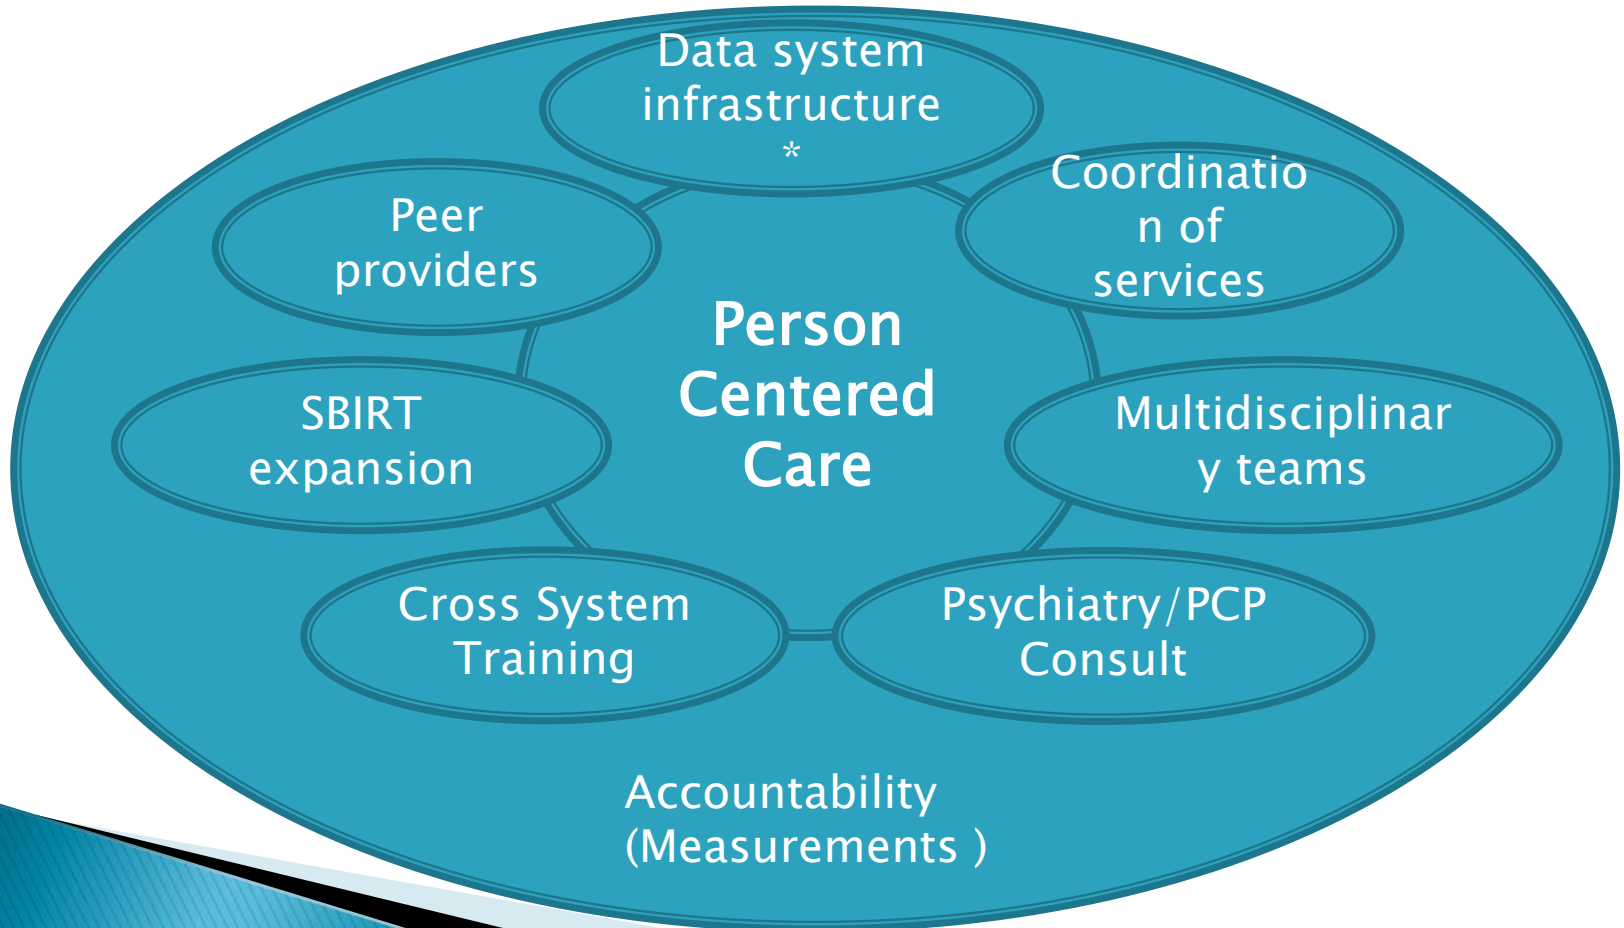 Data system
infrastructure
*
Coordinatio
n of
services
Peer
providers
Person
Centered
Care
SBIRT
expansion
Multidisciplinar
y teams
Cross System
Training
Psychiatry/PCP
Consult
Accountability
(Measurements )